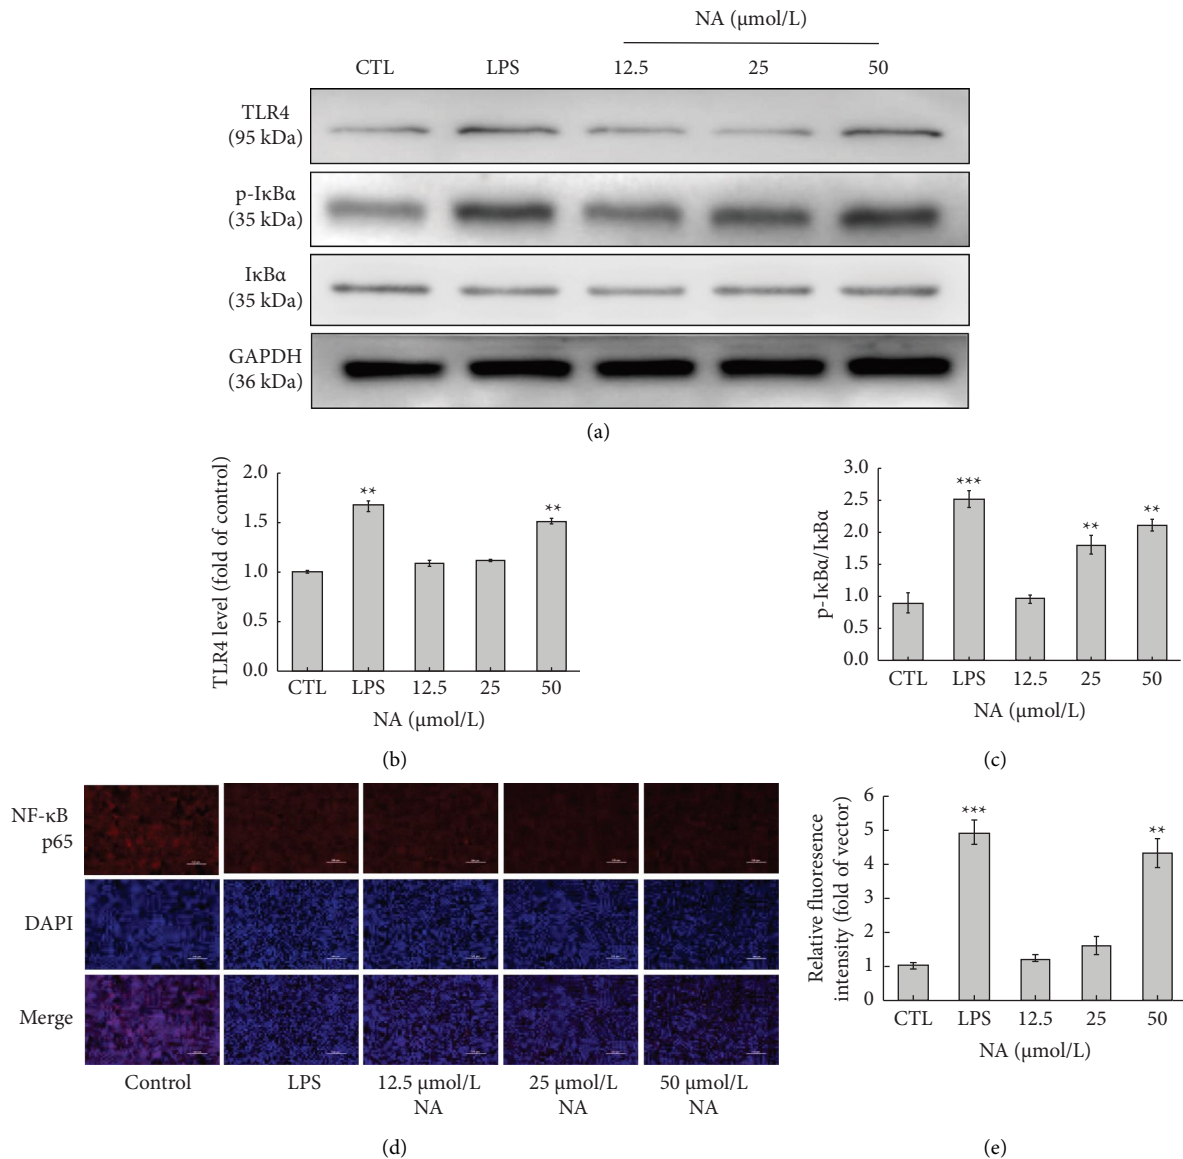 NA (μmol/L)
CTL LPS 12.5 25 50
TLR4
(95 kDa)
p-IκBα
(35 kDa)
IκBα
(35 kDa)
GAPDH
(36 kDa)
(a)
TLR4 level (fold of control)
2.0
1.5
1.0
0.5
0.0
** **
CTL LPS 12.5 25 50
NA (μmol/L)
(b)
p-IκBα/IκBα
3.0
2.5
2.0
1.5
1.0
0.5
0.0
*** ** **
CTL LPS 12.5 25 50
NA (μmol/L)
(c)
NF-κB
p65
DAPI
Merge
Control LPS 12.5 μmol/L 25 μmol/L 50 μmol/L
NA NA NA
(d)
Relative fluoresence
intensity (fold of vector)
6
5
4
3
2
1
0
*** **
CTL LPS 12.5 25 50
NA (μmol/L)
(e)